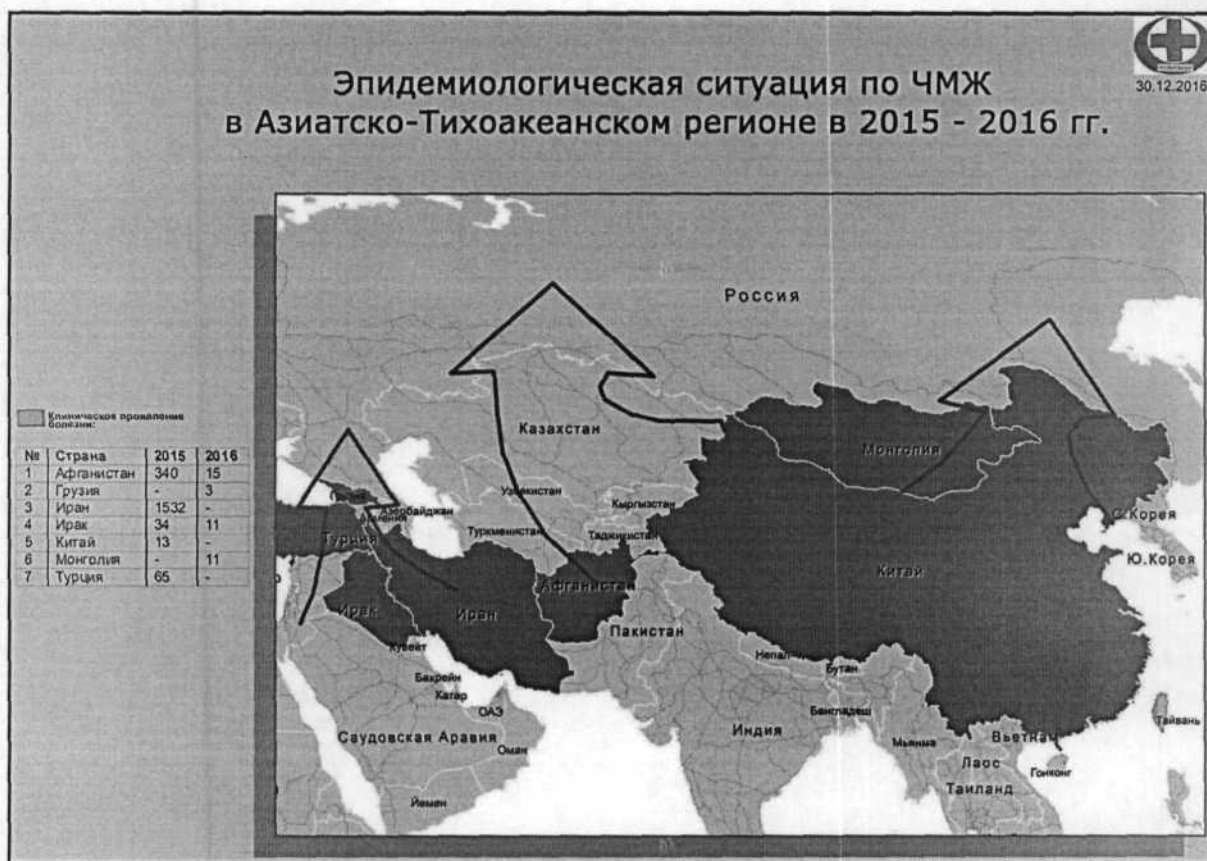 30.12.2016
Эпидемиологическая ситуация по ЧМЖ
в Азиатско-Тихоакеанском регионе в 2015 - 2016 гг.
Клиническое проявление
болезни:
№ Страна 2015 2016
1 Афганистан 340 15
2 Грузия - 3
3 Иран 1532 -
4 Ирак 34 11
5 Китай 13 -
6 Монголия - 11
7 Турция 65 -
Россия
Казахстан
Монголия
Узбекистан
Кыргызстан
Азербайджан
Армения
Туркменистан
Таджикистан
С.Корея
Турция
Ю.Корея
Китай
Афганистан
Ирак
Иран
Пакистан
Кувейт
Непал
Бутан
Бахрейн
Катар
ОАЭ
Бангладеш
Индия
Тайвань
Саудовская Аравия
Оман
Мьянма
Вьетнам
Лаос
Гонконг
Таиланд
Йемен